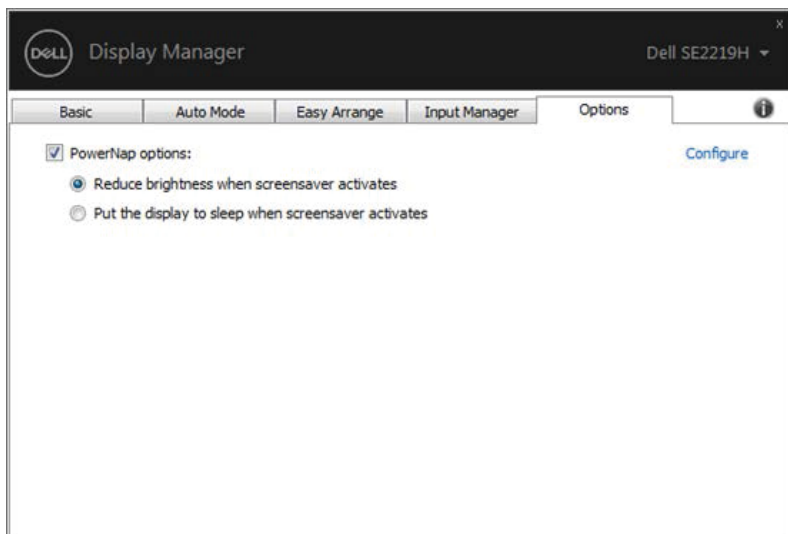 x
DELL Display Manager Dell SE2219H
Basic Auto Mode Easy Arrange Input Manager Options i
PowerNap options: Configure
Reduce brightness when screensaver activates
Put the display to sleep when screensaver activates